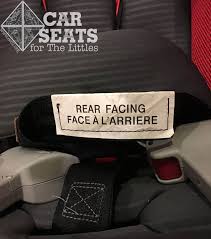 CAR
SEATS
for The Littles
REAR FACING
FACE À L'ARRIERE